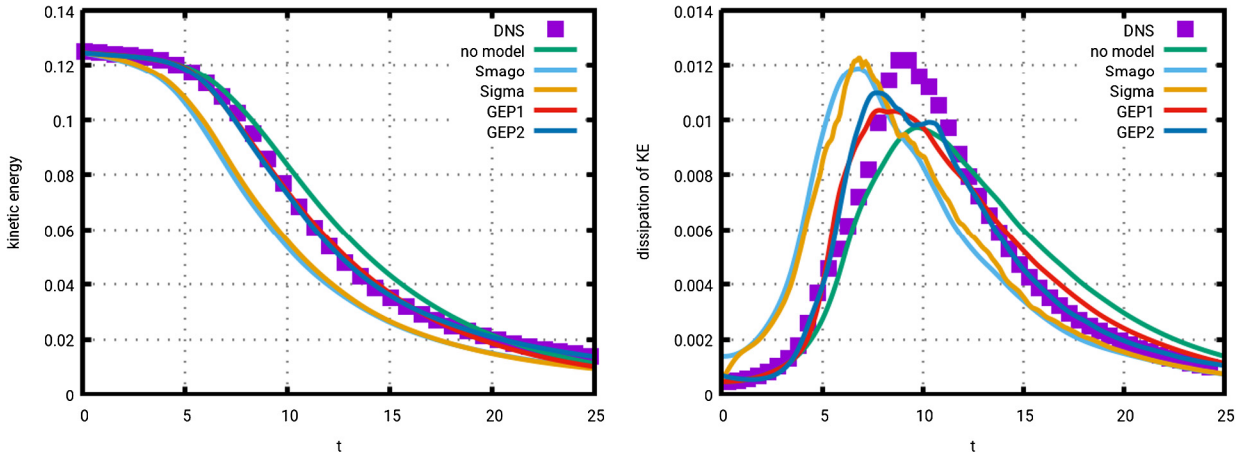 0.14
0.12
0.1
0.08
0.06
0.04
0.02
0
kinetic energy
0 5 10 15 20 25
t
DNS
no model
Smago
Sigma
GEP1
GEP2
0.014
0.012
0.01
0.008
0.006
0.004
0.002
0
dissipation of KE
0 5 10 15 20 25
t
DNS
no model
Smago
Sigma
GEP1
GEP2